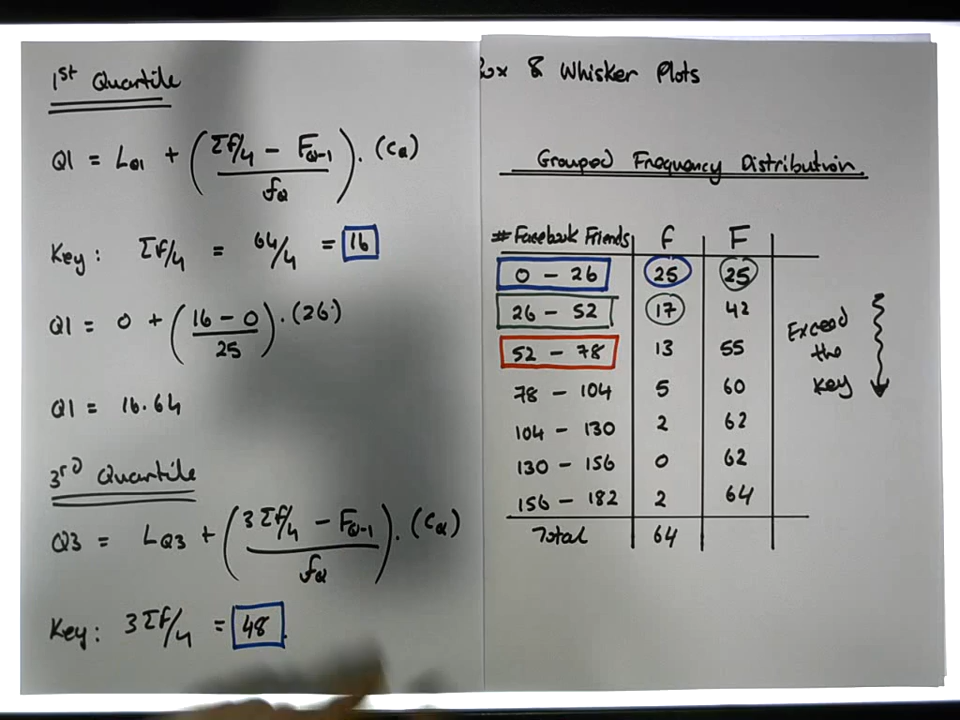 1st Quartile
Q1 = LQ1 + (Σf/4 − FQ-1 / fQ) · (CQ)
Key: Σf/4 = 64/4 = 16
Q1 = 0 + (16 − 0 / 25) · (26)
Q1 = 16.64
3rd Quartile
Q3 = LQ3 + (3Σf/4 − FQ-1 / fQ) · (CQ)
Key: 3Σf/4 = 48.
& Whisker Plots
Grouped Frequency Distribution.
# Facebook Friends f F
0 – 26 25 25
26 – 52 17 42
52 – 78 13 55
78 – 104 5 60
104 – 130 2 62
130 – 156 0 62
156 – 182 2 64
Total 64
Exceed
the
key